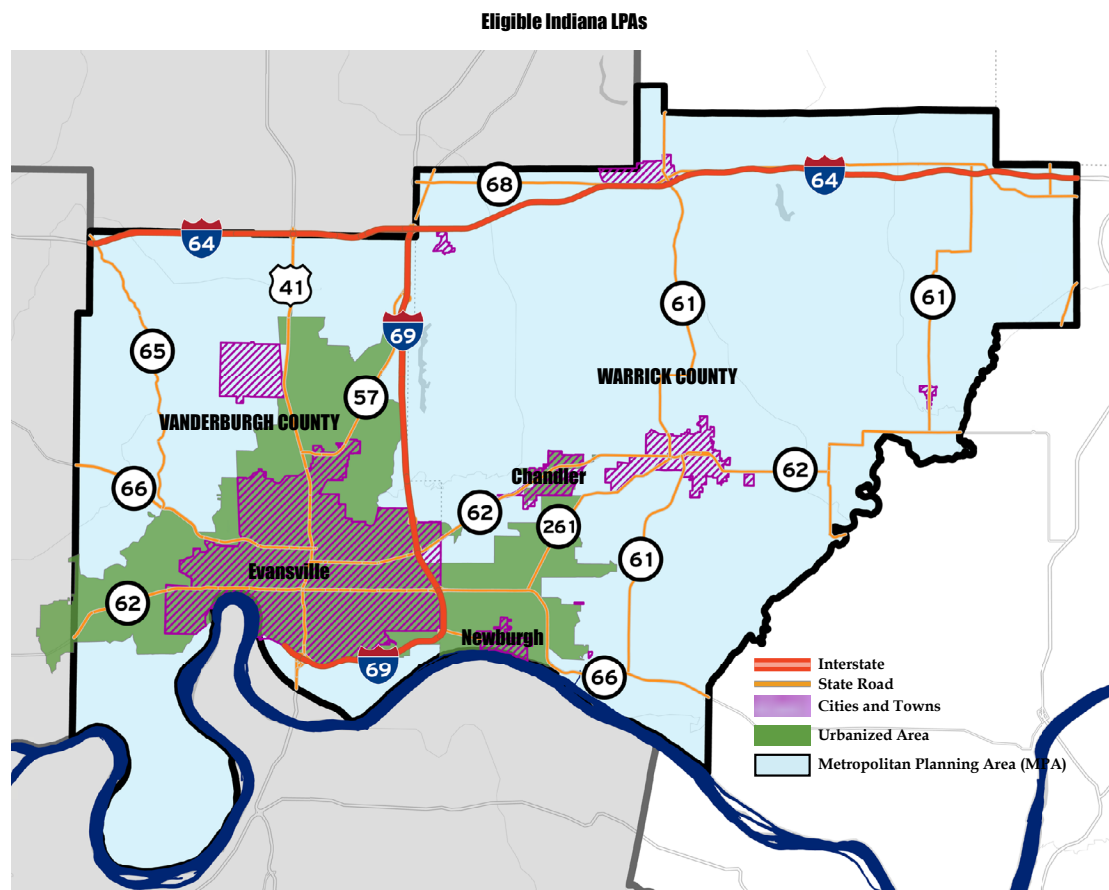 Eligible Indiana LPAs
68
64
64
41
61
61
69
65
WARRICK COUNTY
57
VANDERBURGH COUNTY
Chandler
62
66
62
261
61
Evansville
62
Newburgh
69
66
Interstate
State Road
Cities and Towns
Urbanized Area
Metropolitan Planning Area (MPA)